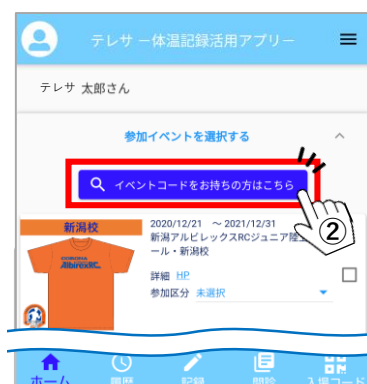 テレサ －体温記録活用アプリ－
テレサ 太郎さん
参加イベントを選択する
イベントコードをお持ちの方はこちら
②
新潟校
AlbirexRC
2020/12/21 ～2021/12/31
新潟アルビレックスRCジュニア陸上
ール・新潟校
詳細 HP
参加区分 未選択
ホーム 履歴 記録 問診 入場コード